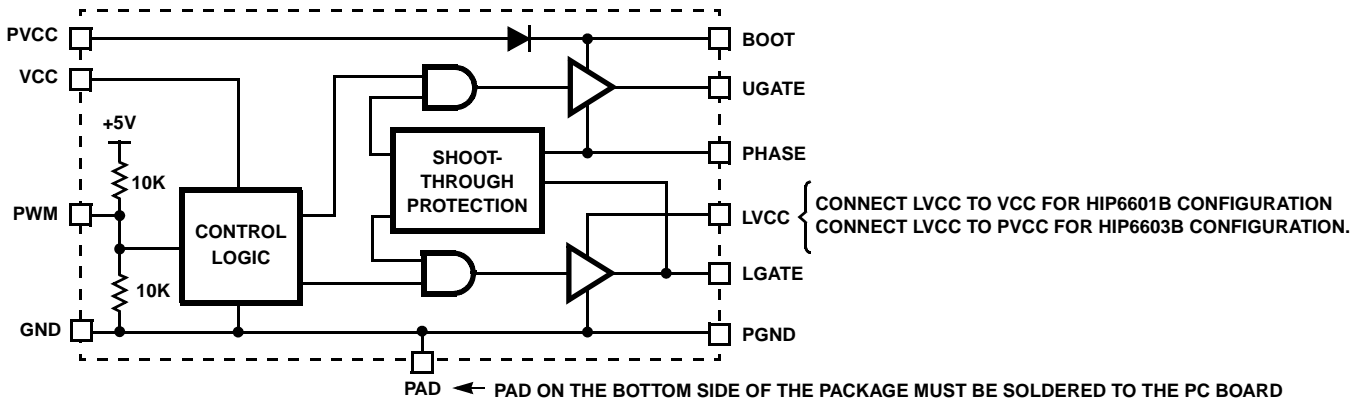 PVCC
BOOT
VCC
UGATE
+5V
10K
SHOOT-
THROUGH
PROTECTION
PHASE
PWM
CONTROL
LOGIC
LVCC
CONNECT LVCC TO VCC FOR HIP6601B CONFIGURATION
CONNECT LVCC TO PVCC FOR HIP6603B CONFIGURATION.
LGATE
10K
GND
PGND
PAD
PAD ON THE BOTTOM SIDE OF THE PACKAGE MUST BE SOLDERED TO THE PC BOARD